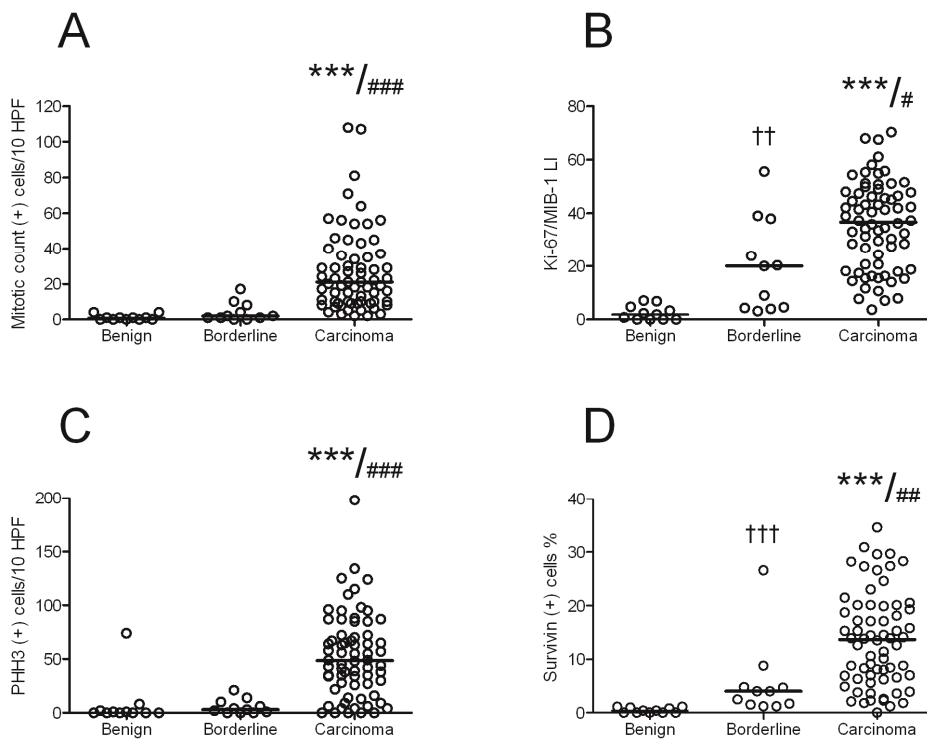 A
***/###
Mitotic count (+) cells/10 HPF
120
100
80
60
40
20
0
Benign Borderline Carcinoma
B
***/#
††
Ki-67/MIB-1 LI
80
60
40
20
0
Benign Borderline Carcinoma
C
***/###
PHH3 (+) cells/10 HPF
200
150
100
50
0
Benign Borderline Carcinoma
D
***/##
†††
Survivin (+) cells %
40
30
20
10
0
Benign Borderline Carcinoma